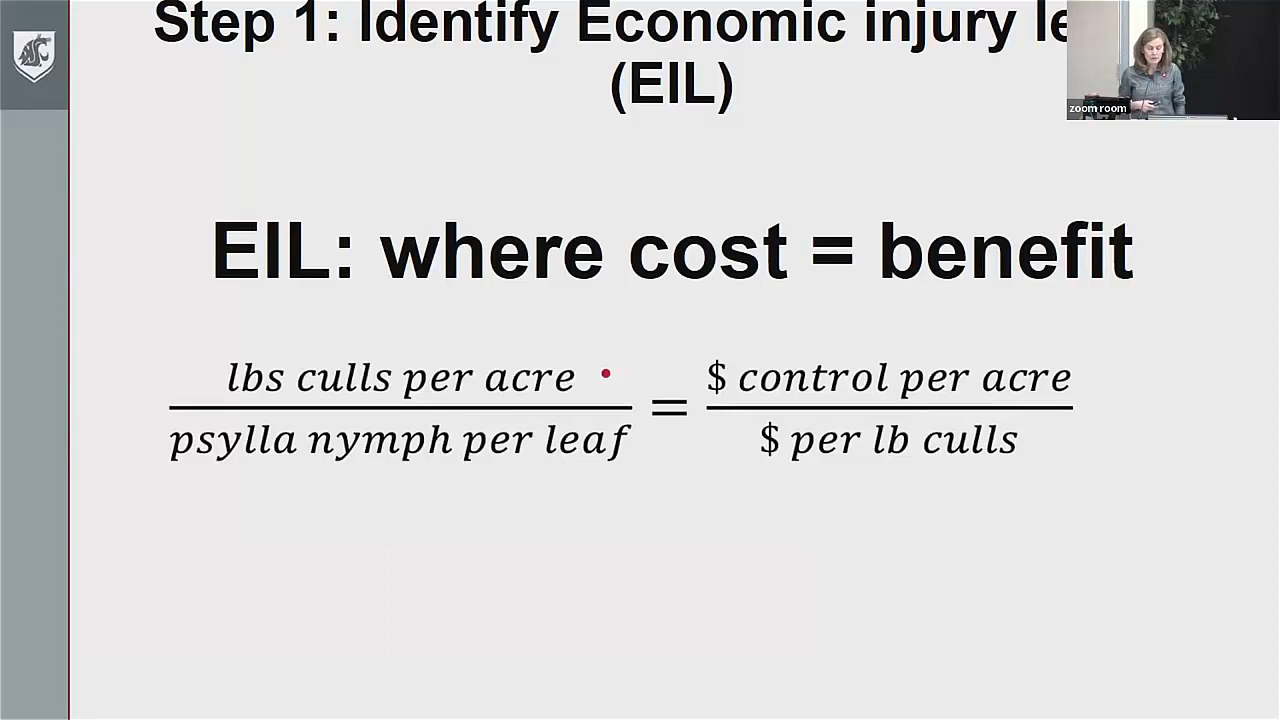 Step 1: Identify Economic injury
(EIL)
zoom room
EIL: where cost = benefit
lbs culls per acre
psylla nymph per leaf
=
$ control per acre
$ per lb culls